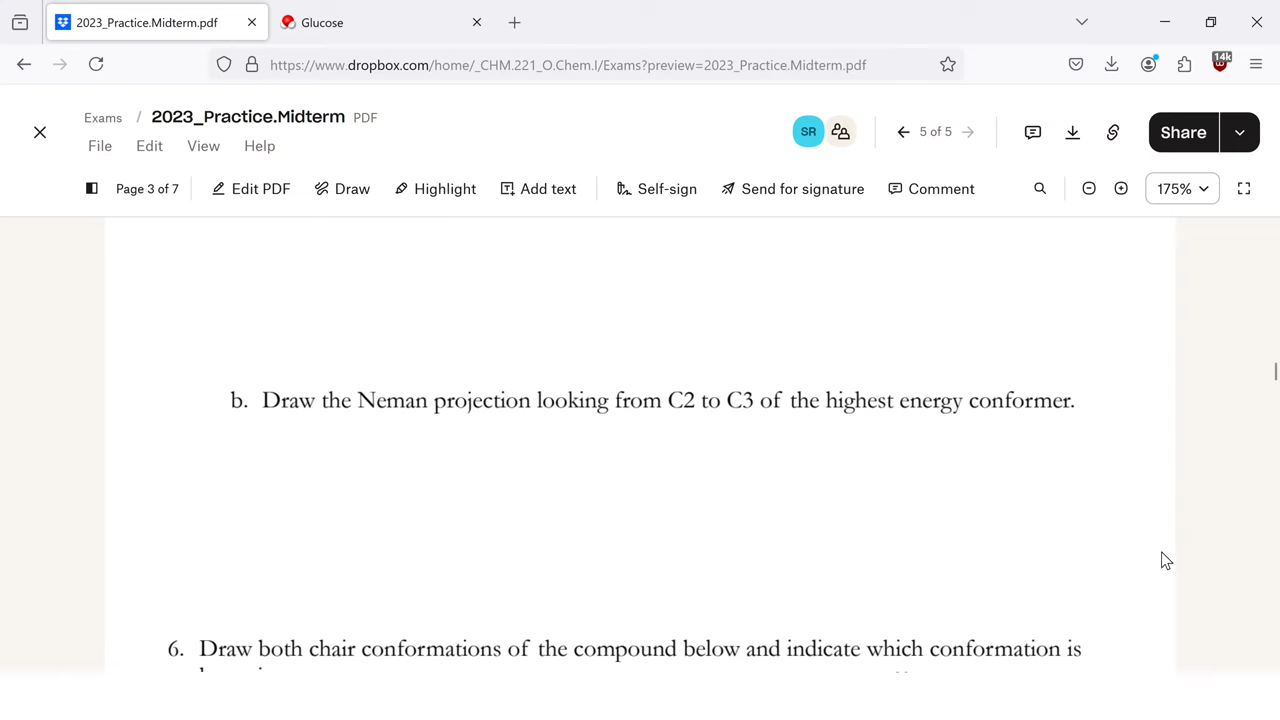 2023_Practice.Midterm.pdf
Glucose
https://www.dropbox.com/home/_CHM.221_O.Chem.I/Exams?preview=2023_Practice.Midterm.pdf
14k
Exams / 2023_Practice.Midterm PDF
SR
5 of 5
Share
File Edit View Help
Page 3 of 7
Edit PDF
Draw
Highlight
Add text
Self-sign
Send for signature
Comment
175%
b. Draw the Neman projection looking from C2 to C3 of the highest energy conformer.
6. Draw both chair conformations of the compound below and indicate which conformation is